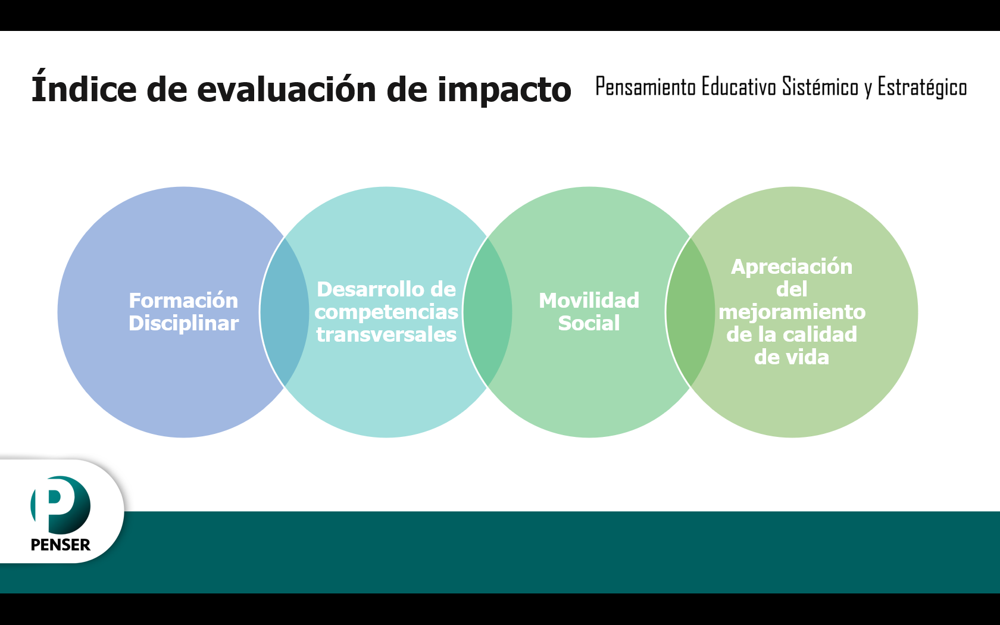 Índice de evaluación de impacto
Pensamiento Educativo Sistémico y Estratégico
Formación
Disciplinar
Desarrollo de
competencias
transversales
Movilidad
Social
Apreciación
del
mejoramiento
de la calidad
de vida
P
PENSER